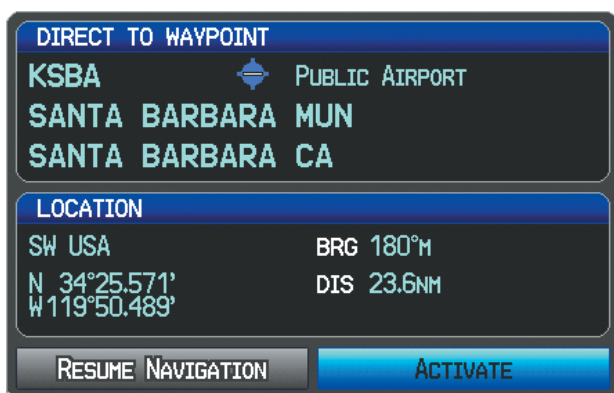 DIRECT TO WAYPOINT
KSBA PUBLIC AIRPORT
SANTA BARBARA MUN
SANTA BARBARA CA
LOCATION
SW USA BRG 180°M
N 34°25.571' DIS 23.6NM
W119°50.489'
RESUME NAVIGATION ACTIVATE